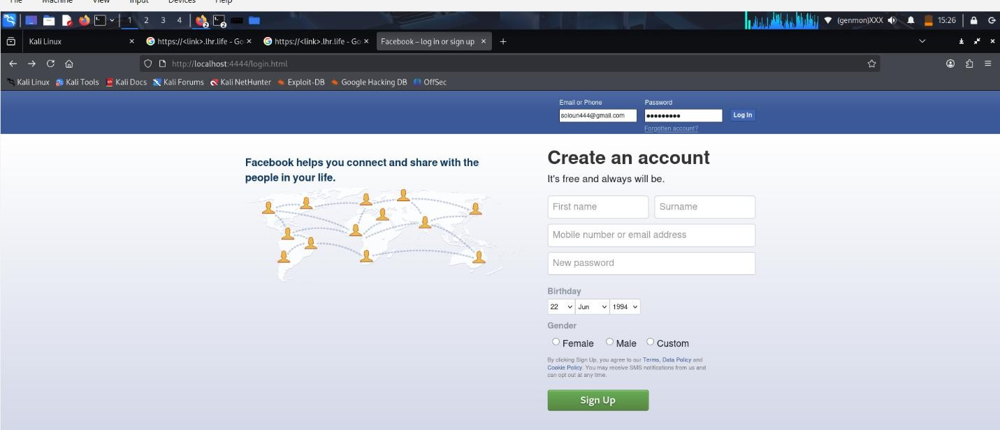 File Machine View Input Devices Help
1 2 3 4 2 2 (genmon)XXX 15:26
Kali Linux https://<link>.lhr.life - Go https://<link>.lhr.life - Go Facebook – log in or sign up
http://localhost:4444/login.html
Kali Linux Kali Tools Kali Docs Kali Forums Kali NetHunter Exploit-DB Google Hacking DB OffSec
Email or Phone Password
soloun444@gmail.com ●●●●●●●●● Log In
Forgotten account?
Facebook helps you connect and share with the
people in your life.
Create an account
It's free and always will be.
First name Surname
Mobile number or email address
New password
Birthday
22 Jun 1994
Gender
Female Male Custom
By clicking Sign Up, you agree to our Terms, Data Policy and
Cookie Policy. You may receive SMS notifications from us and
can opt out at any time.
Sign Up